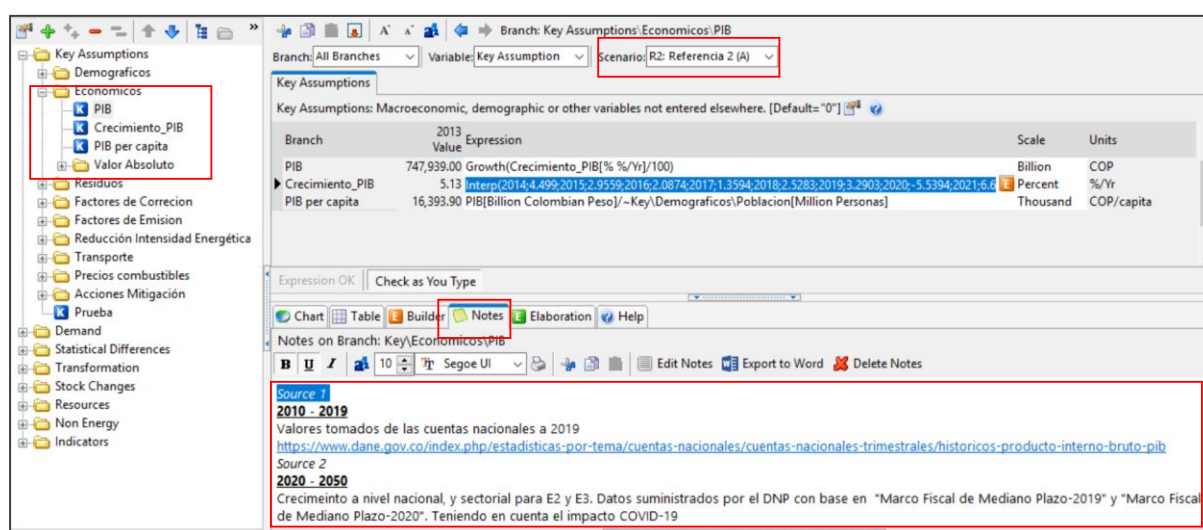 Branch: Key Assumptions\Economicos\PIB
Branch: All Branches Variable: Key Assumption Scenario: R2: Referencia 2 (A)
Key Assumptions
Demograficos
Economicos
PIB
Crecimiento_PIB
PIB per capita
Valor Absoluto
Residuos
Factores de Correcion
Factores de Emision
Reducción Intensidad Energética
Transporte
Precios combustibles
Acciones Mitigación
Prueba
Demand
Statistical Differences
Transformation
Stock Changes
Resources
Non Energy
Indicators
Key Assumptions
Key Assumptions: Macroeconomic, demographic or other variables not entered elsewhere. [Default="0"]
Branch 2013 Value Expression Scale Units
PIB 747,939.00 Growth(Crecimiento_PIB[% %/Yr]/100) Billion COP
Crecimiento_PIB 5.13 Interp(2014;4.499;2015;2.9559;2016;2.0874;2017;1.3594;2018;2.5283;2019;3.2903;2020;-5.5394;2021;6.6 Percent %/Yr
PIB per capita 16,393.90 PIB[Billion Colombian Peso]/~Key\Demograficos\Poblacion[Million Personas] Thousand COP/capita
Expression OK Check as You Type
Chart Table Builder Notes Elaboration Help
Notes on Branch: Key\Economicos\PIB
B U I 10 Segoe UI Edit Notes Export to Word Delete Notes
Source 1
2010 - 2019
Valores tomados de las cuentas nacionales a 2019
https://www.dane.gov.co/index.php/estadisticas-por-tema/cuentas-nacionales/cuentas-nacionales-trimestrales/historicos-producto-interno-bruto-pib
Source 2
2020 - 2050
Crecimeinto a nivel nacional, y sectorial para E2 y E3. Datos suministrados por el DNP con base en "Marco Fiscal de Mediano Plazo-2019" y "Marco Fiscal
de Mediano Plazo-2020". Teniendo en cuenta el impacto COVID-19